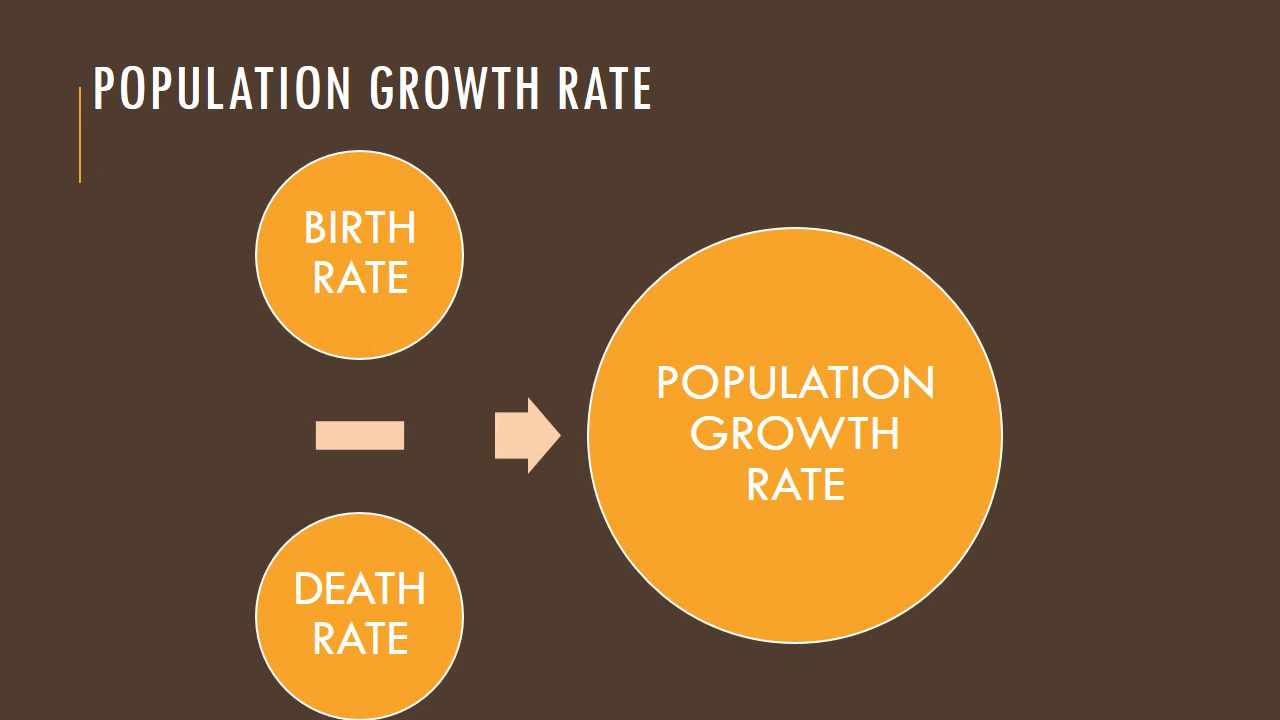 POPULATION GROWTH RATE
BIRTH
RATE
DEATH
RATE
POPULATION
GROWTH
RATE